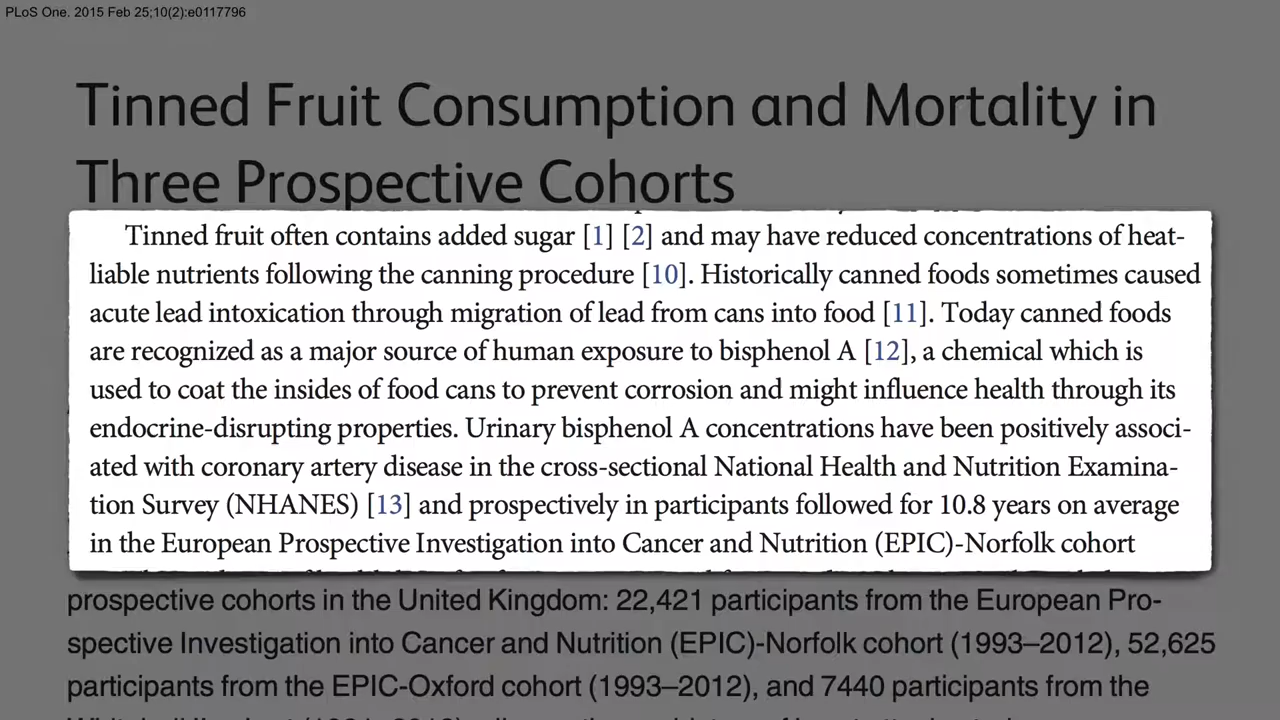 PLoS One. 2015 Feb 25;10(2):e0117796
Tinned Fruit Consumption and Mortality in
Three Prospective Cohorts
Tinned fruit often contains added sugar [1] [2] and may have reduced concentrations of heat-
liable nutrients following the canning procedure [10]. Historically canned foods sometimes caused
acute lead intoxication through migration of lead from cans into food [11]. Today canned foods
are recognized as a major source of human exposure to bisphenol A [12], a chemical which is
used to coat the insides of food cans to prevent corrosion and might influence health through its
endocrine-disrupting properties. Urinary bisphenol A concentrations have been positively associ-
ated with coronary artery disease in the cross-sectional National Health and Nutrition Examina-
tion Survey (NHANES) [13] and prospectively in participants followed for 10.8 years on average
in the European Prospective Investigation into Cancer and Nutrition (EPIC)-Norfolk cohort
prospective cohorts in the United Kingdom: 22,421 participants from the European Pro-
spective Investigation into Cancer and Nutrition (EPIC)-Norfolk cohort (1993–2012), 52,625
participants from the EPIC-Oxford cohort (1993–2012), and 7440 participants from the